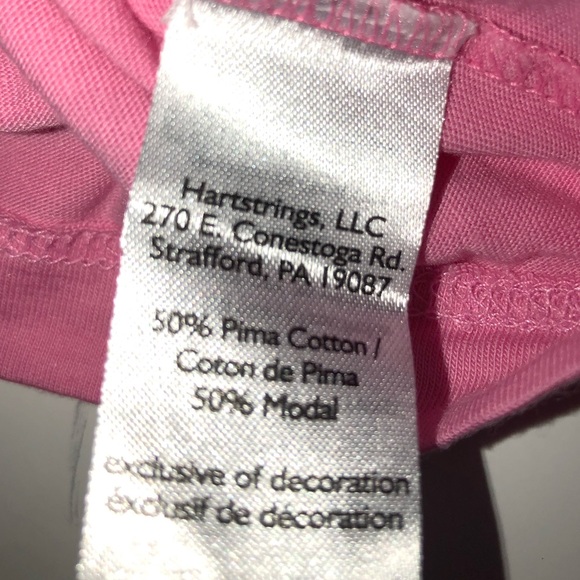 Hartstrings, LLC
270 E. Conestoga Rd.
Strafford, PA 19087
50% Pima Cotton /
Coton de Pima
50% Modal
exclusive of decoration
éxclusif de décoration